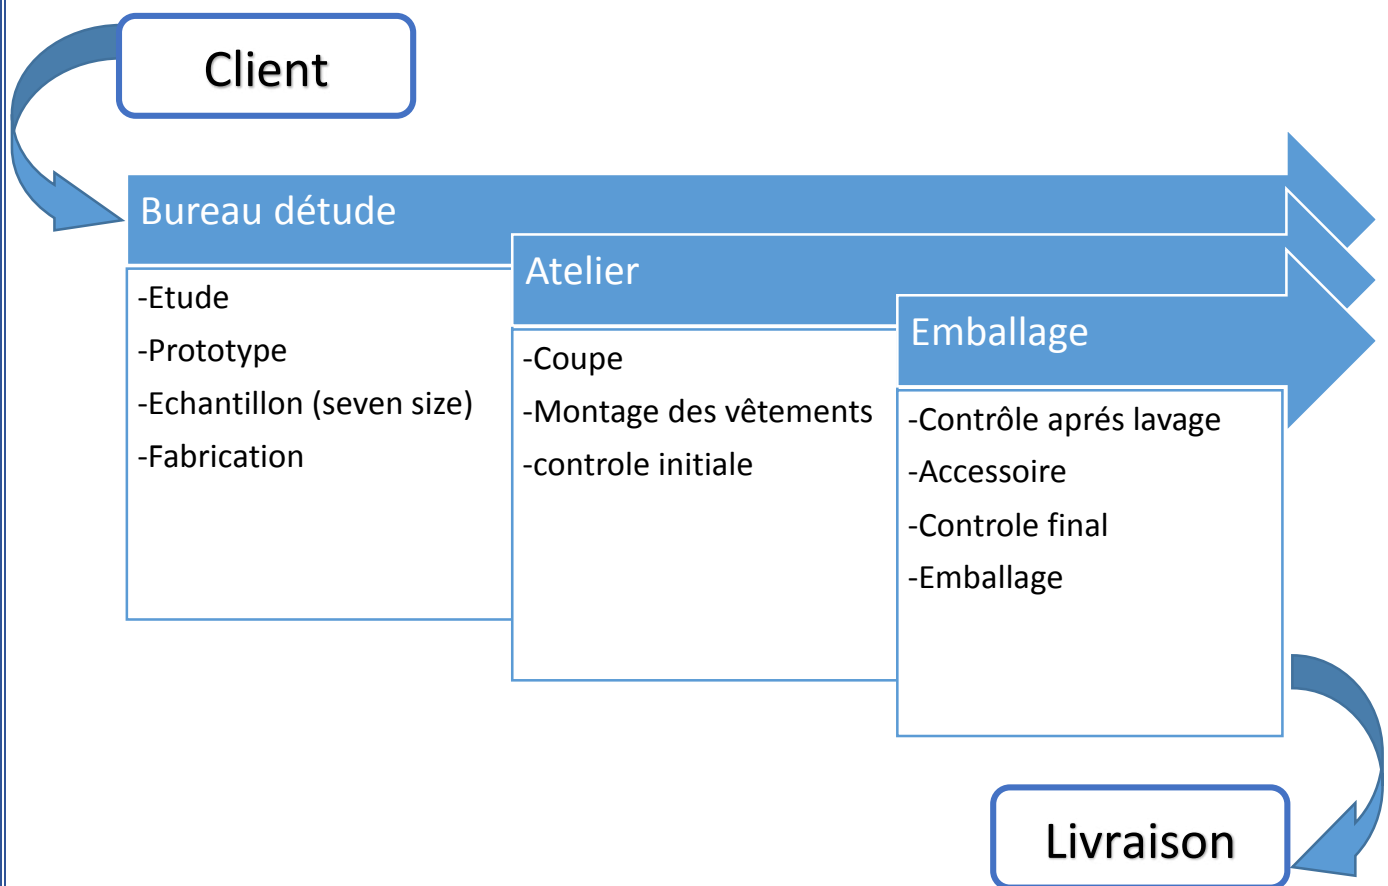 Client
Bureau détude
-Etude
-Prototype
-Echantillon (seven size)
-Fabrication
Atelier
-Coupe
-Montage des vêtements
-controle initiale
Emballage
-Contrôle aprés lavage
-Accessoire
-Controle final
-Emballage
Livraison